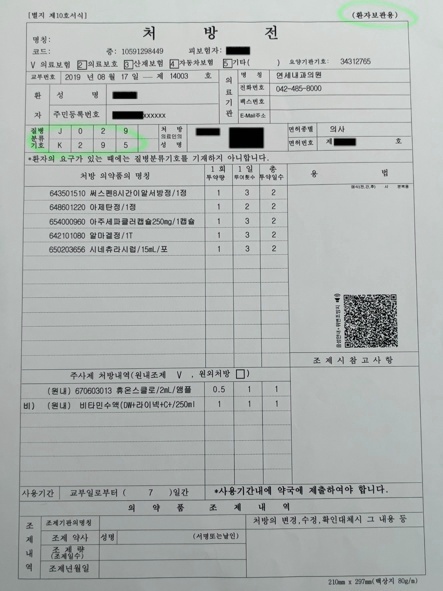 [별지 제10호서식]
(환자보관용)
처 방 전
명칭:
코드: 증: 10591298449 피보험자:
V 의료보험 2 의료보호 3 산재보험 4 자동차보험 5 기타( ) 요양기관기호: 34312765
교부번호 2019 년 08 월 17 일 — 제 14003 호
의료기관
명 칭 연세내과의원
전화번호 042-485-8000
팩스번호
E-Mail주소
환자
성 명
주민등록번호 xxxxxx
질병분류기호
J 0 2 9
K 2 9 5
처 방 의료인의 성 명
면허종별 의사
면허번호 제 호
*환자의 요구가 있는 때에는 질병분류기호를 기재하지 아니합니다.
처방 의약품의 명칭 1회 투약량 1일 투여횟수 총 투약일수 용 법
643501510 써스펜8시간이알서방정/1정 1 3 2
648601220 아제탄정/1정 1 2 2
654000960 아주세파클러캡슐250mg/1캡슐 1 3 2
642101080 알마겔정/1T 1 3 2
650203656 시네츄라시럽/15mL/포 1 3 2
조제시참고사항
주사제 처방내역(원내조제 V , 원외처방 □)
(원내) 670603013 휴온스클로/2mL/앰플 0.5 1 1
비) (원내) 비타민수액(DW+라이넥+C+/250ml 1 1 1
사용기간 교부일로부터 ( 7 )일간 *사용기간내에 약국에 제출하여야 합니다.
의 약 품 조 제 내 역
조제내역
조제기관의명칭 처방의 변경,수정,확인대체시 그 내용 등
조제 약사 성명 (서명또는날인)
조 제 량 (조제일수)
조제년월일
210mm x 297mm(백상지 80g/m)